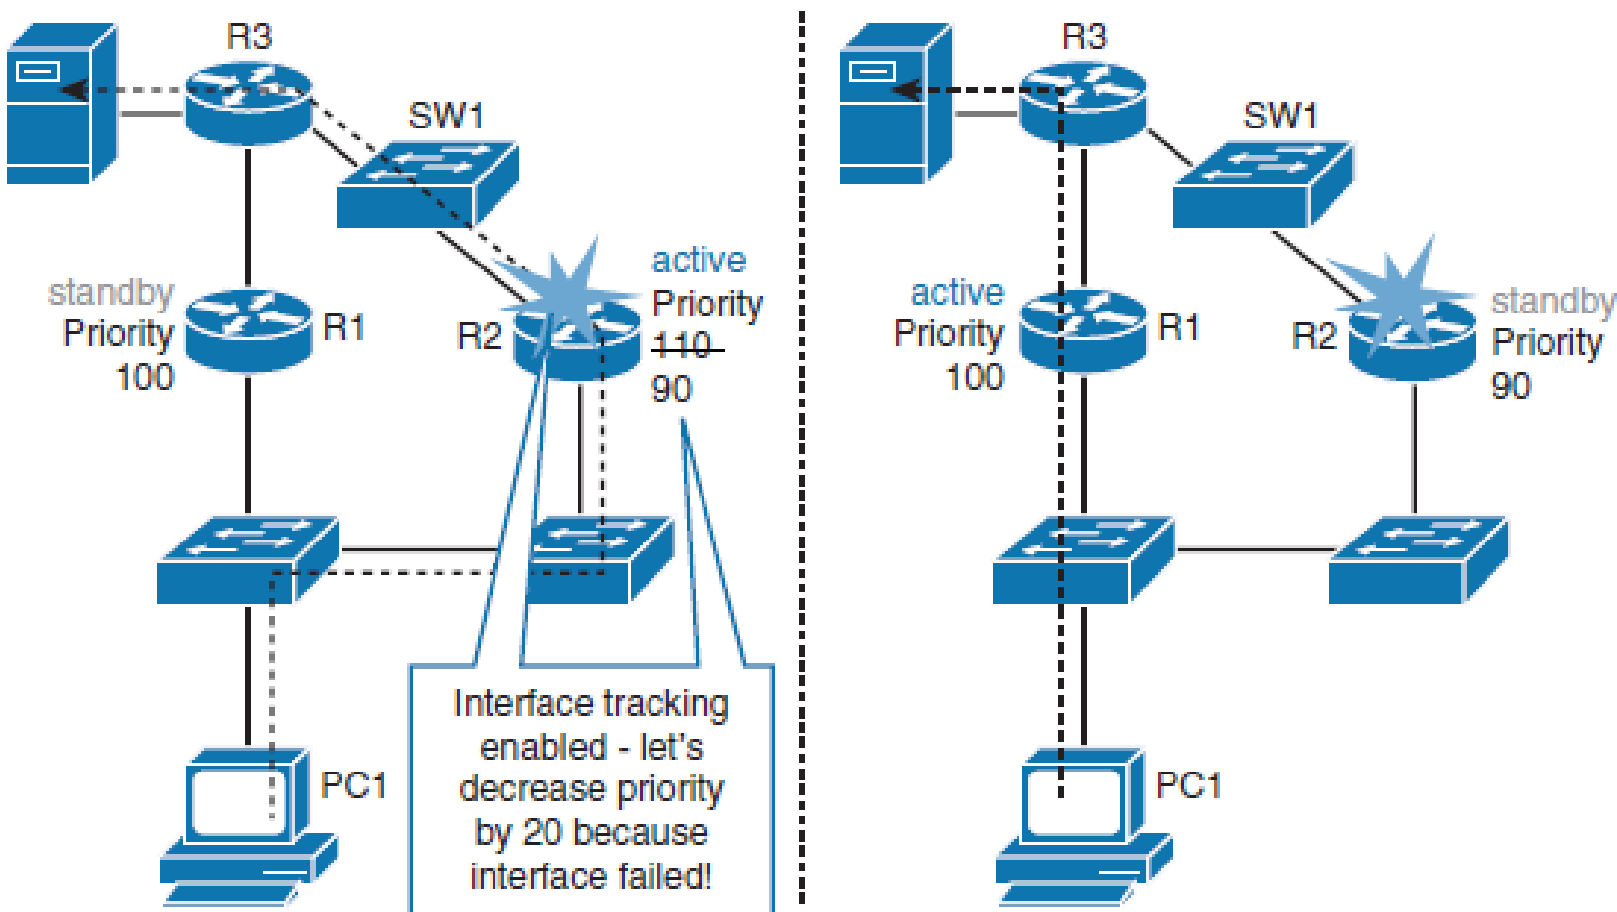 R3
SW1
standby
Priority
100
R1
R2
active
Priority
110
90
PC1
Interface tracking
enabled - let's
decrease priority
by 20 because
interface failed!
R3
SW1
active
Priority
100
R1
R2
standby
Priority
90
PC1